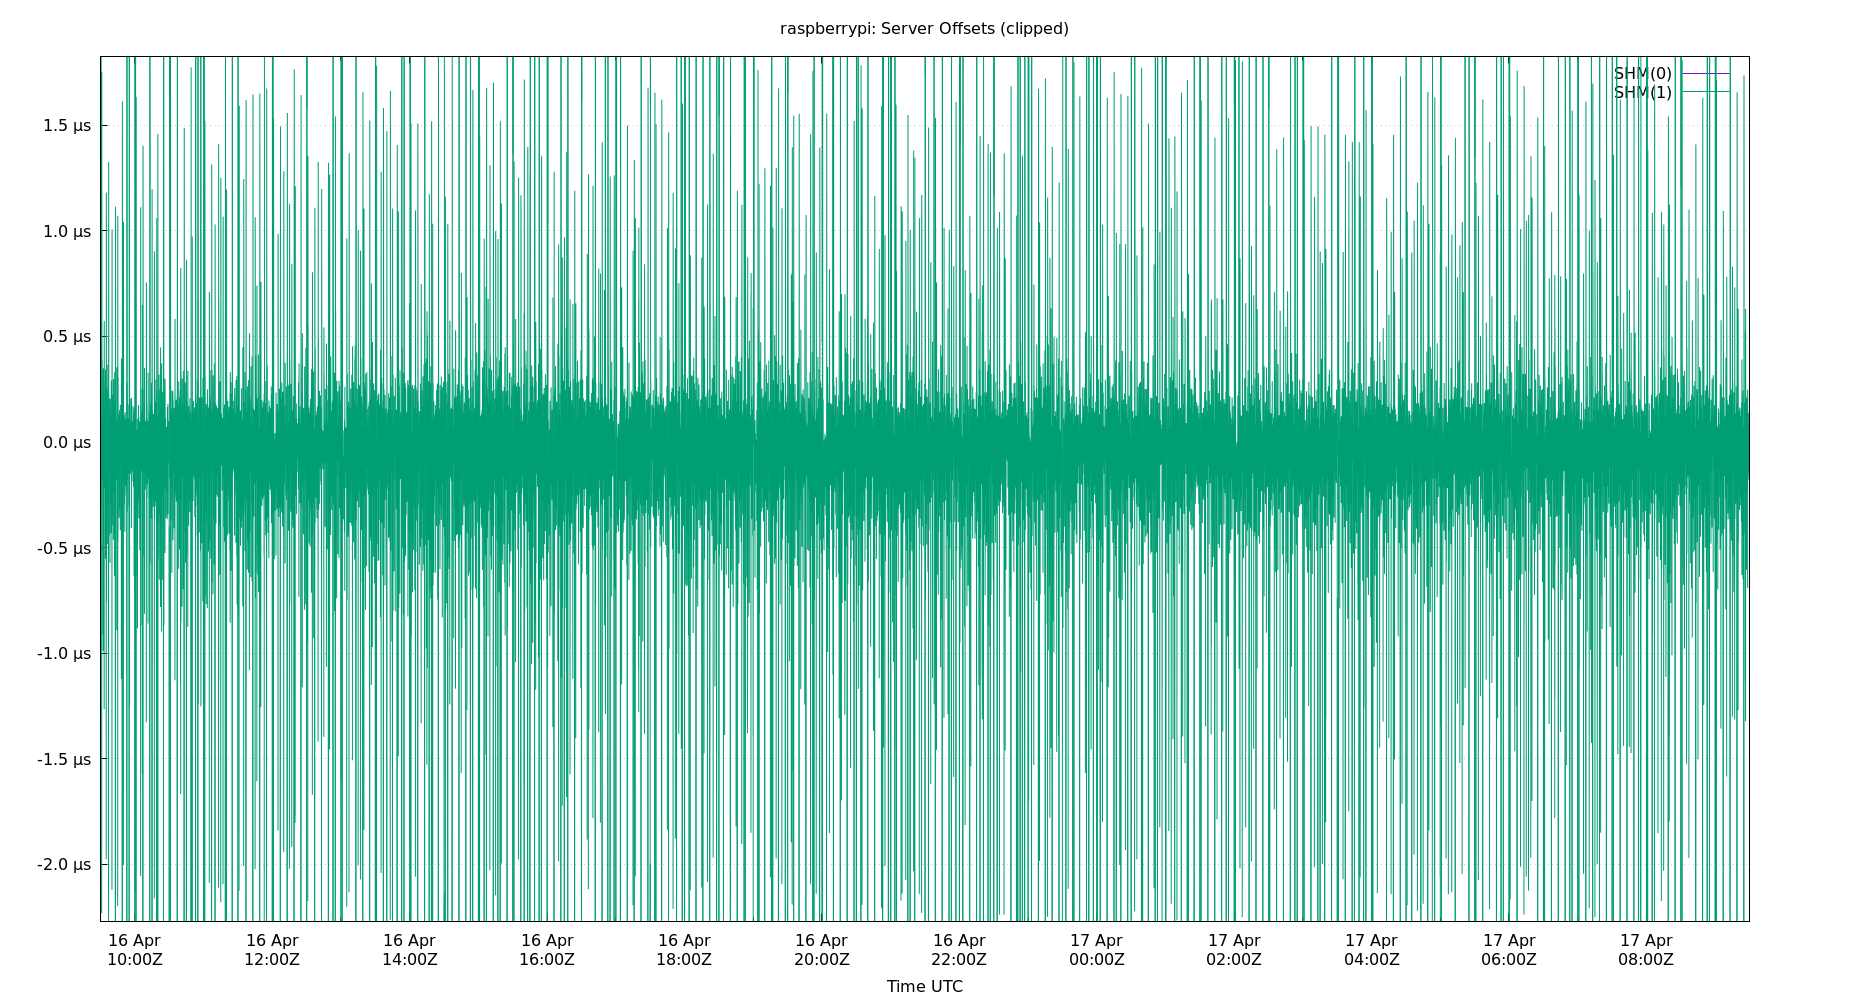 raspberrypi: Server Offsets (clipped)
SHM(0)
SHM(1)
1.5 µs
1.0 µs
0.5 µs
0.0 µs
-0.5 µs
-1.0 µs
-1.5 µs
-2.0 µs
16 Apr 16 Apr 16 Apr 16 Apr 16 Apr 16 Apr 16 Apr 17 Apr 17 Apr 17 Apr 17 Apr 17 Apr
10:00Z 12:00Z 14:00Z 16:00Z 18:00Z 20:00Z 22:00Z 00:00Z 02:00Z 04:00Z 06:00Z 08:00Z
Time UTC